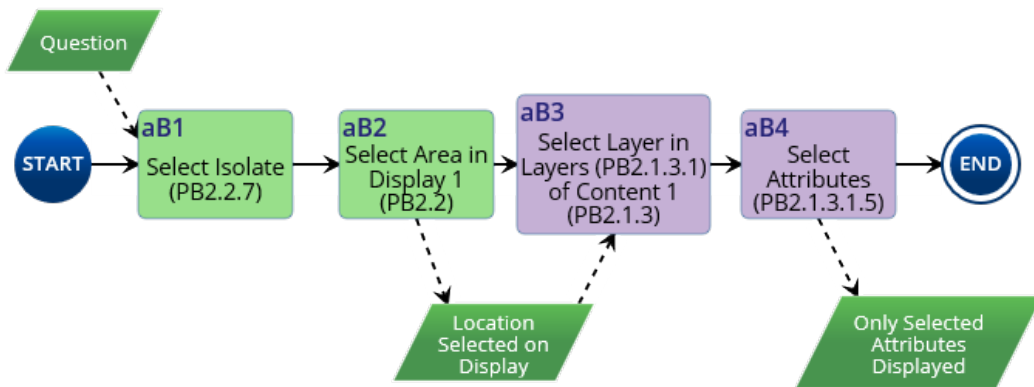 Question
START
aB1
Select Isolate
(PB2.2.7)
aB2
Select Area in
Display 1
(PB2.2)
aB3
Select Layer in
Layers (PB2.1.3.1)
of Content 1
(PB2.1.3)
aB4
Select
Attributes
(PB2.1.3.1.5)
END
Location
Selected on
Display
Only Selected
Attributes
Displayed